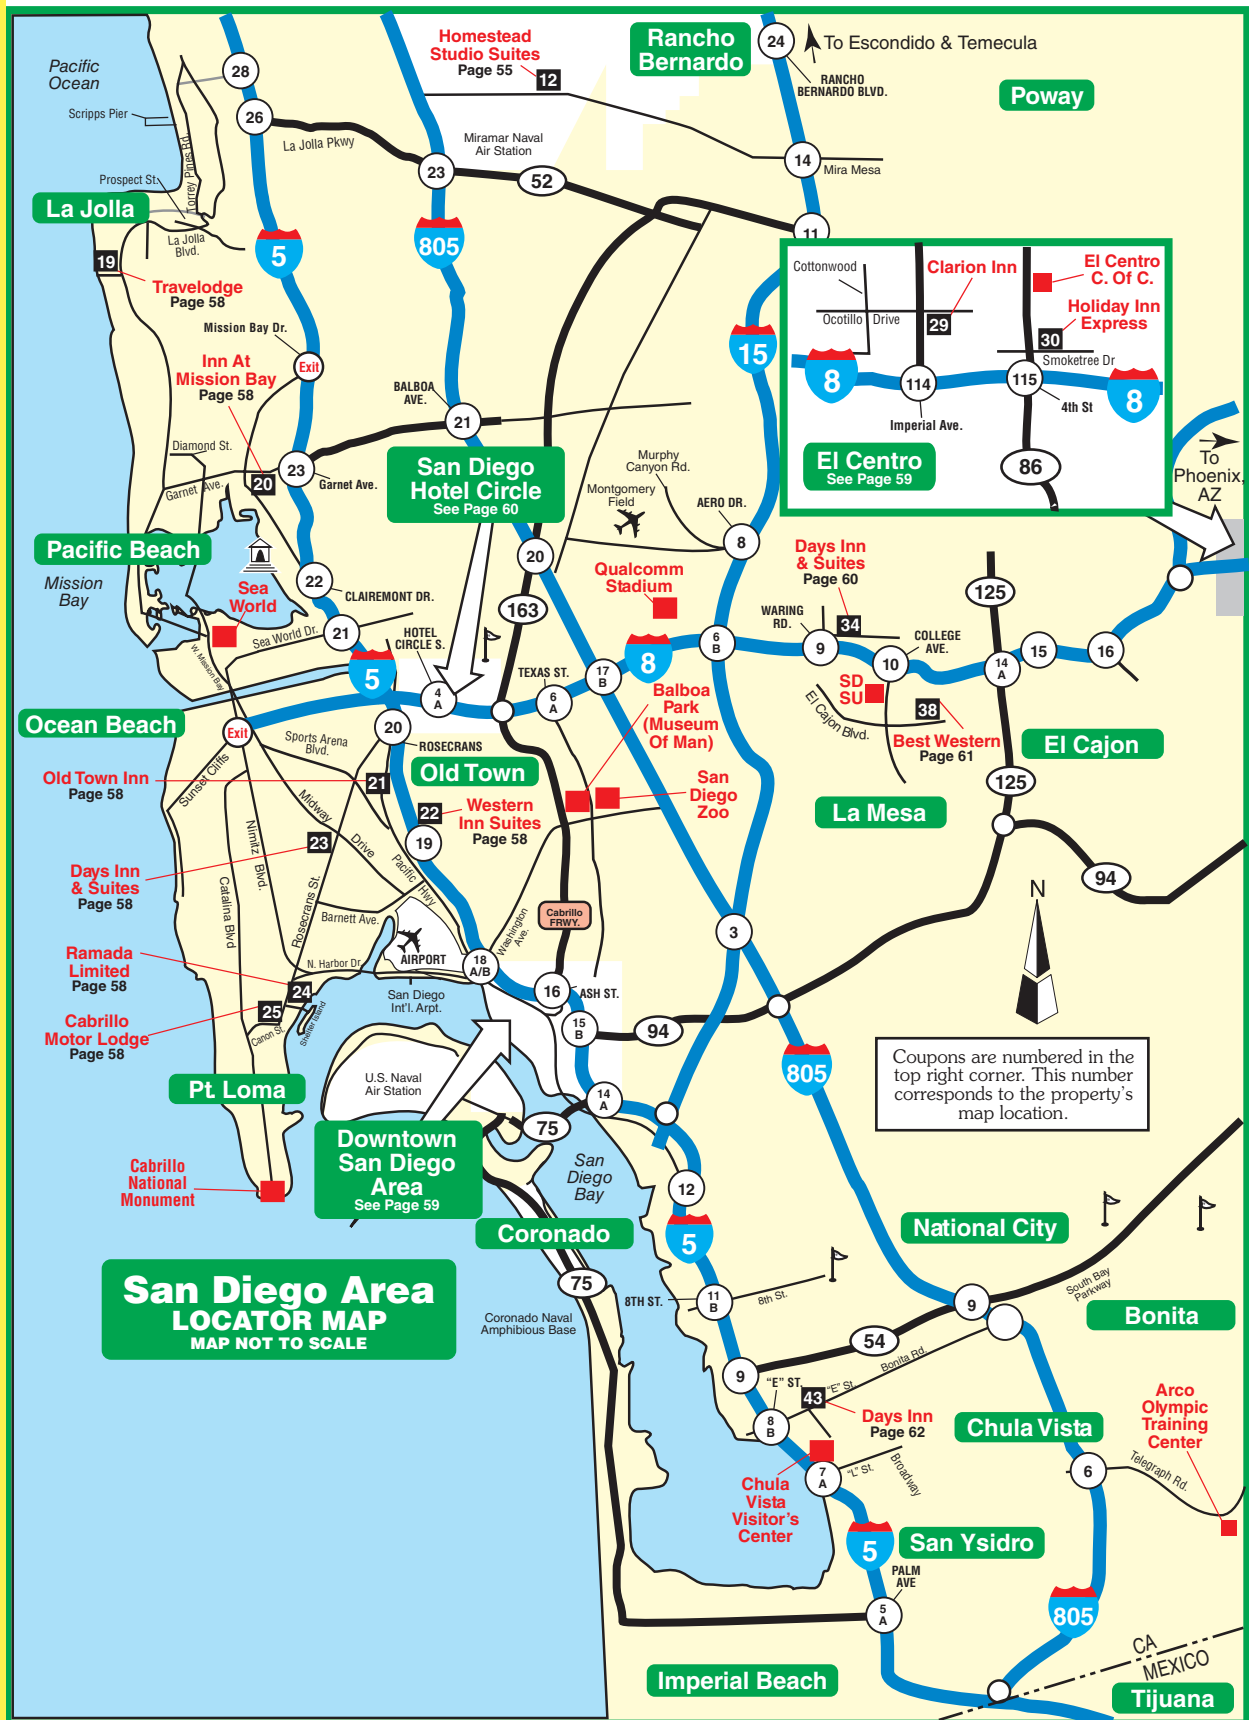 Homestead
Studio Suites
Page 55
12
Rancho
Bernardo
24
To Escondido & Temecula
RANCHO
BERNARDO BLVD.
Poway
Pacific
Ocean
28
26
Scripps Pier
La Jolla Pkwy
Miramar Naval
Air Station
23
52
14
Mira Mesa
Torrey Pines Rd.
Prospect St.
La Jolla
La Jolla
Blvd.
5
805
11
19
Travelodge
Page 58
Mission Bay Dr.
Exit
Inn At
Mission Bay
Page 58
BALBOA
AVE.
21
15
Cottonwood
Clarion Inn
El Centro
C. Of C.
Ocotillo Drive
29
Holiday Inn
Express
30
Smoketree Dr
8
114
115
8
4th St
Imperial Ave.
El Centro
See Page 59
86
To
Phoenix,
AZ
Diamond St.
23
Garnet Ave.
Garnet Ave.
20
San Diego
Hotel Circle
See Page 60
Murphy
Canyon Rd.
Montgomery
Field
AERO DR.
8
20
Pacific Beach
Mission
Bay
Sea
World
22
CLAIREMONT DR.
21
Sea World Dr.
W. Mission Bay
163
Qualcomm
Stadium
Days Inn
& Suites
Page 60
WARING
RD.
34
9
COLLEGE
AVE.
10
125
14
A
15
16
HOTEL
CIRCLE S.
5
4
A
TEXAS ST.
6
A
17
B
8
6
B
SD
SU
El Cajon Blvd.
38
Best Western
Page 61
El Cajon
Ocean Beach
Exit
20
ROSECRANS
Sports Arena
Blvd.
Sunset Cliffs
Old Town
Old Town Inn
Page 58
21
22
Western
Inn Suites
Page 58
Balboa
Park
(Museum
Of Man)
San
Diego
Zoo
La Mesa
125
94
19
Midway
Drive
Nimitz Blvd.
23
Days Inn
& Suites
Page 58
Catalina Blvd
Rosecrans St.
Pacific Hwy
Barnett Ave.
Washington
Ave.
Cabrillo
FRWY.
3
N
Ramada
Limited
Page 58
N. Harbor Dr.
AIRPORT
18
A/B
San Diego
Int'l. Arpt.
16
ASH ST.
24
25
Canon St.
Shelter Island
Cabrillo
Motor Lodge
Page 58
15
B
94
805
Coupons are numbered in the
top right corner. This number
corresponds to the property's
map location.
Pt. Loma
U.S. Naval
Air Station
14
A
75
Downtown
San Diego
Area
See Page 59
San
Diego
Bay
Cabrillo
National
Monument
12
Coronado
5
National City
75
San Diego Area
LOCATOR MAP
MAP NOT TO SCALE
Coronado Naval
Amphibious Base
8TH ST.
11
B
8th St.
9
South Bay
Parkway
Bonita
54
Bonita Rd.
9
"E" ST.
"E" St.
43
Days Inn
Page 62
8
B
Chula Vista
Arco
Olympic
Training
Center
Telegraph Rd.
6
7
A
"L" St.
Broadway
Chula
Vista
Visitor's
Center
5
San Ysidro
PALM
AVE
5
A
805
CA
MEXICO
Imperial Beach
Tijuana